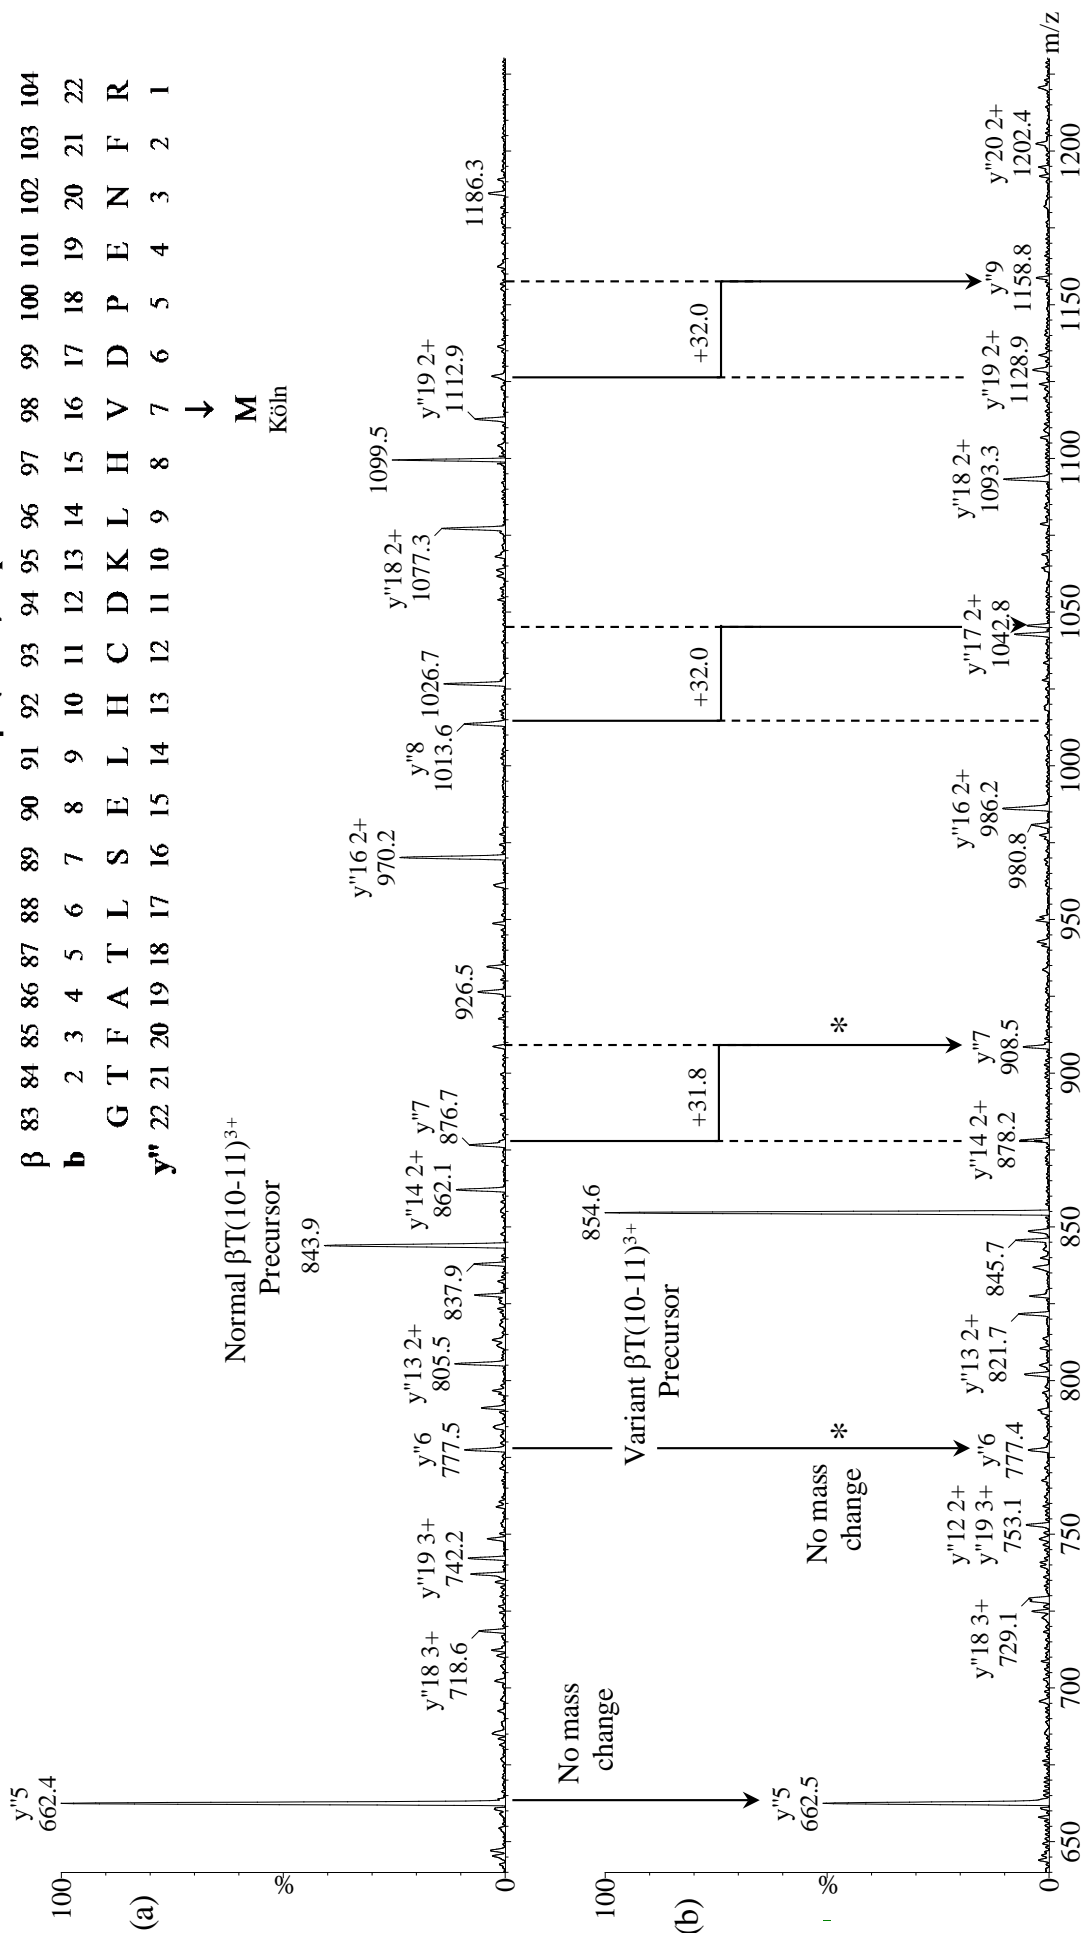 β 83 84 85 86 87 88 89 90 91 92 93 94 95 96 97 98 99 100 101 102 103 104
b 2 3 4 5 6 7 8 9 10 11 12 13 14 15 16 17 18 19 20 21 22
G T F A T L S E L H C D K L H V D P E N F R
y" 22 21 20 19 18 17 16 15 14 13 12 11 10 9 8 7 6 5 4 3 2 1
↓
M
Köln
(a)
100
%
0
y"5
662.4
y"18 3+
718.6
y"19 3+
742.2
y"6
777.5
y"13 2+
805.5
837.9
Normal βT(10-11)3+
Precursor
843.9
y"14 2+
862.1
y"7
876.7
926.5
y"16 2+
970.2
y"8
1013.6
1026.7
y"18 2+
1077.3
1099.5
y"19 2+
1112.9
1186.3
No mass
change
No mass
change
*
+31.8
*
+32.0
+32.0
(b)
100
%
0
y"5
662.5
y"18 3+
729.1
y"12 2+
y"19 3+
753.1
y"6
777.4
y"13 2+
821.7
845.7
Variant βT(10-11)3+
Precursor
854.6
y"14 2+
878.2
y"7
908.5
980.8
y"16 2+
986.2
y"17 2+
1042.8
y"18 2+
1093.3
y"19 2+
1128.9
y"9
1158.8
y"20 2+
1202.4
650 700 750 800 850 900 950 1000 1050 1100 1150 1200
m/z